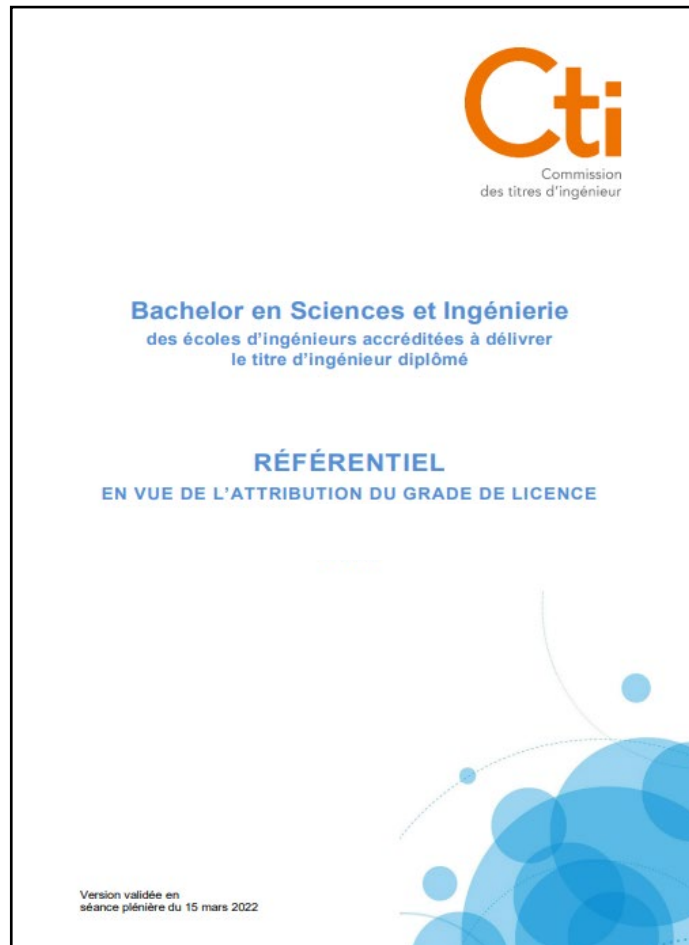 Cti
Commission
des titres d'ingénieur
Bachelor en Sciences et Ingénierie
des écoles d'ingénieurs accréditées à délivrer
le titre d'ingénieur diplômé
RÉFÉRENTIEL
EN VUE DE L'ATTRIBUTION DU GRADE DE LICENCE
Version validée en
séance plénière du 15 mars 2022